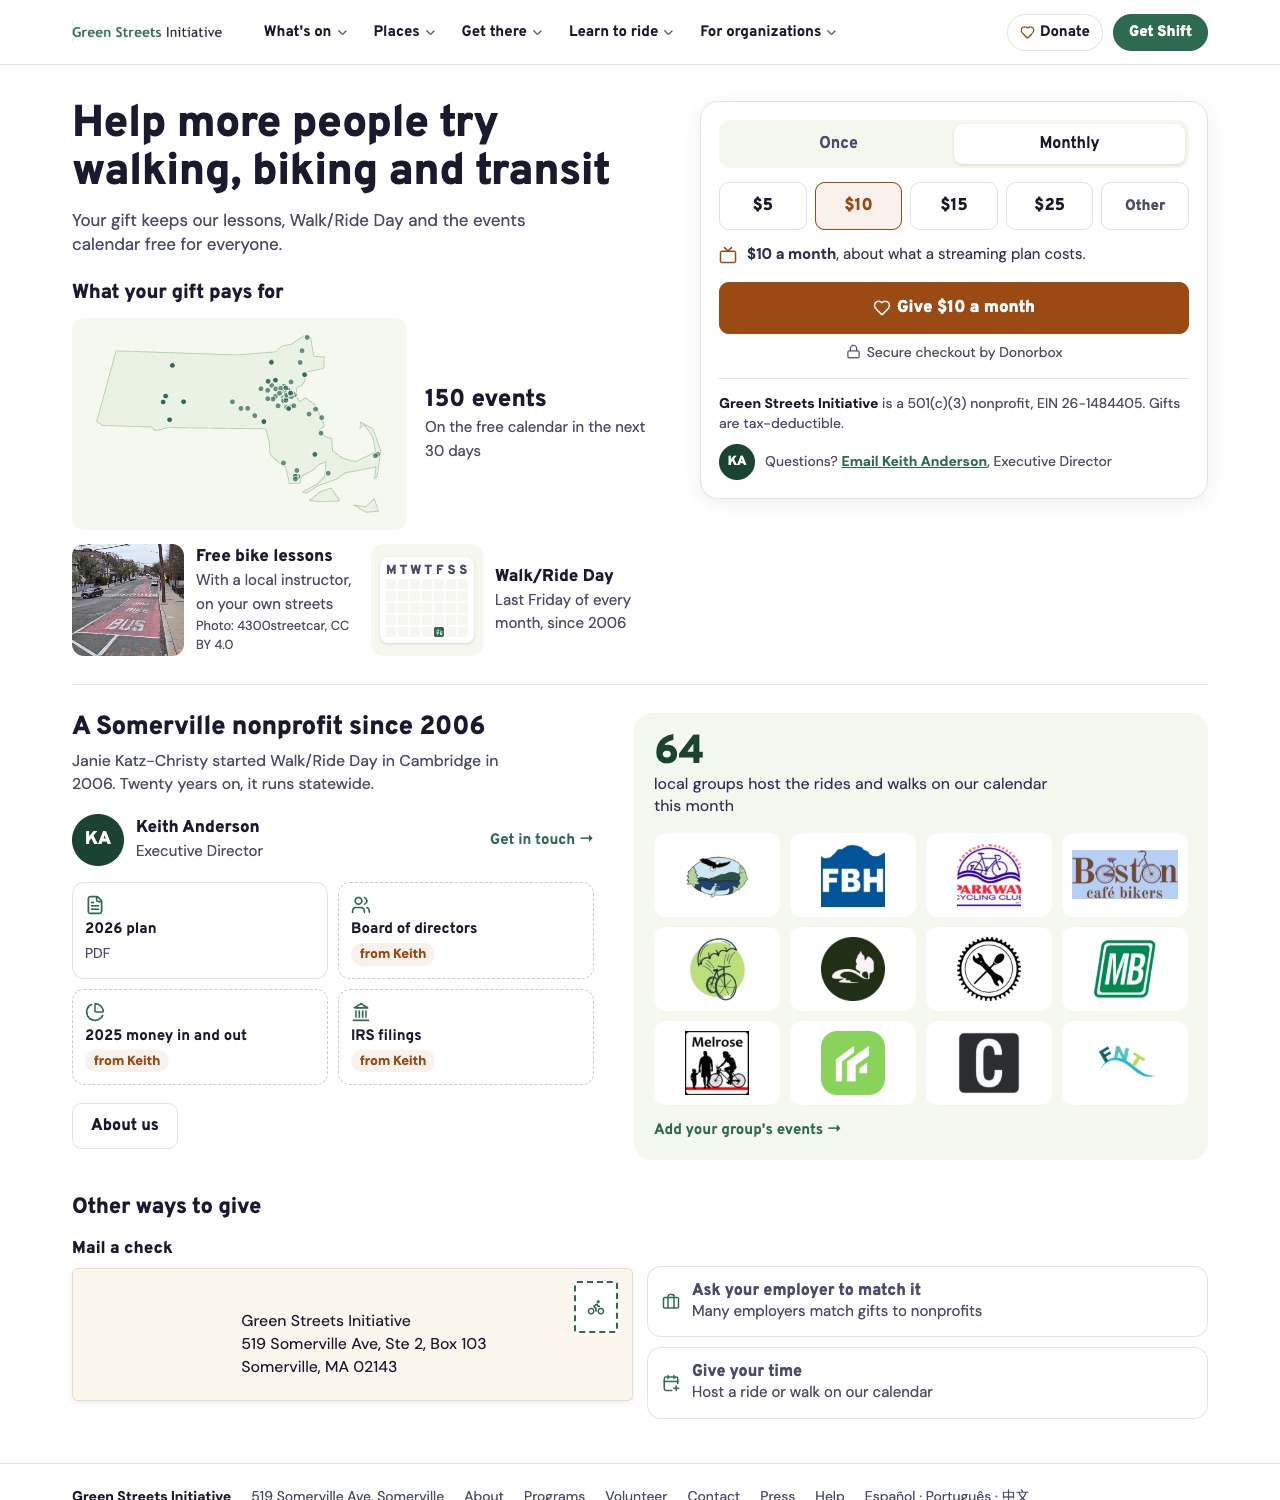 Green Streets Initiative
What's on
Places
Get there
Learn to ride
For organizations
Donate
Get Shift
Help more people try
walking, biking and transit
Your gift keeps our lessons, Walk/Ride Day and the events
calendar free for everyone.
What your gift pays for
150 events
On the free calendar in the next
30 days
BUS
Free bike lessons
With a local instructor,
on your own streets
Photo: 4300streetcar, CC
BY 4.0
M T W T F S S
Walk/Ride Day
Last Friday of every
month, since 2006
Once
Monthly
$5
$10
$15
$25
Other
$10 a month, about what a streaming plan costs.
Give $10 a month
Secure checkout by Donorbox
Green Streets Initiative is a 501(c)(3) nonprofit, EIN 26-1484405. Gifts
are tax-deductible.
KA
Questions? Email Keith Anderson, Executive Director
A Somerville nonprofit since 2006
Janie Katz-Christy started Walk/Ride Day in Cambridge in
2006. Twenty years on, it runs statewide.
KA
Keith Anderson
Executive Director
Get in touch →
2026 plan
PDF
Board of directors
from Keith
2025 money in and out
from Keith
IRS filings
from Keith
About us
64
local groups host the rides and walks on our calendar
this month
FBH
PARKWAY
CYCLING CLUB
Boston
café bikers
MB
Melrose
C
FNT
Add your group's events →
Other ways to give
Mail a check
Green Streets Initiative
519 Somerville Ave, Ste 2, Box 103
Somerville, MA 02143
Ask your employer to match it
Many employers match gifts to nonprofits
Give your time
Host a ride or walk on our calendar
Green Streets Initiative
519 Somerville Ave, Somerville
About
Programs
Volunteer
Contact
Press
Help
Español · Português · 中文